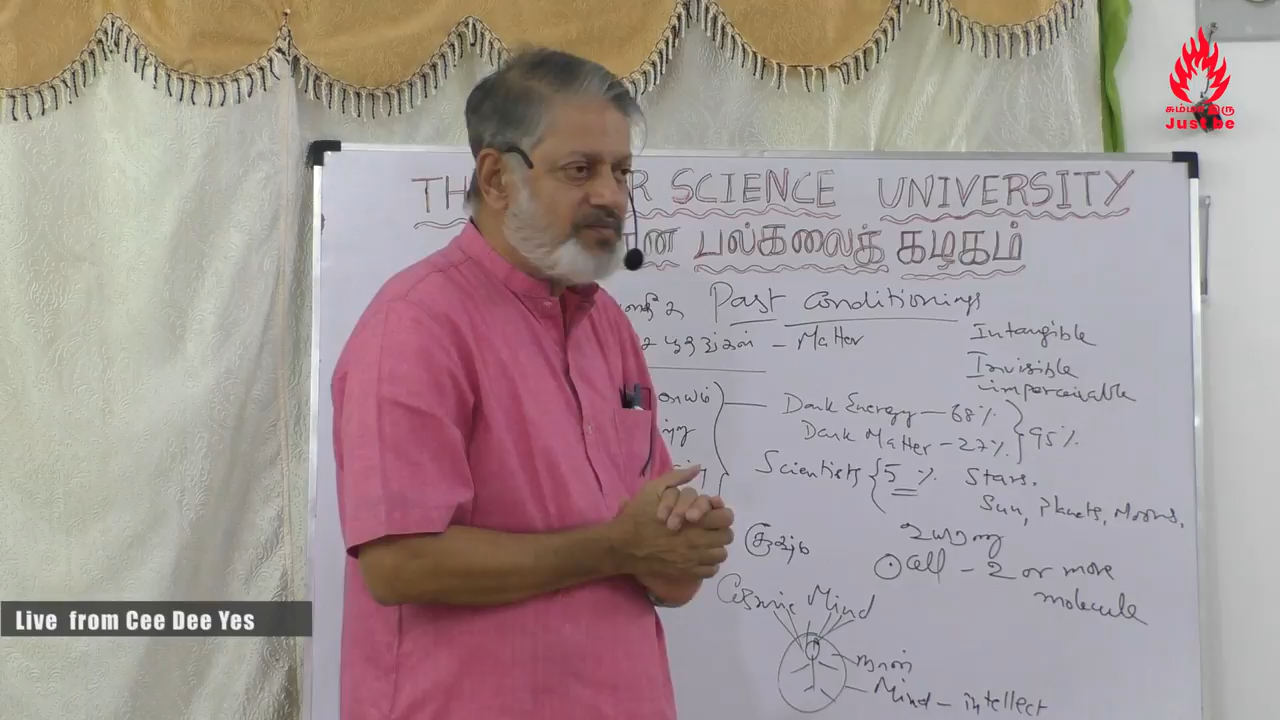 சும்மா இரு
Just be
TH R SCIENCE UNIVERSITY
ன பல்கலைக் கழகம்
Past Conditionings
- Matter
Intangible
Invisible
imperceivable
Dark Energy - 68%
Dark Matter - 27% } 95%
Scientists { 5 % Stars.
Sun, Planets, Moons.
Cell - 2 or more
molecule
Cosmic Mind
நான்
Mind - intellect
Live from Cee Dee Yes